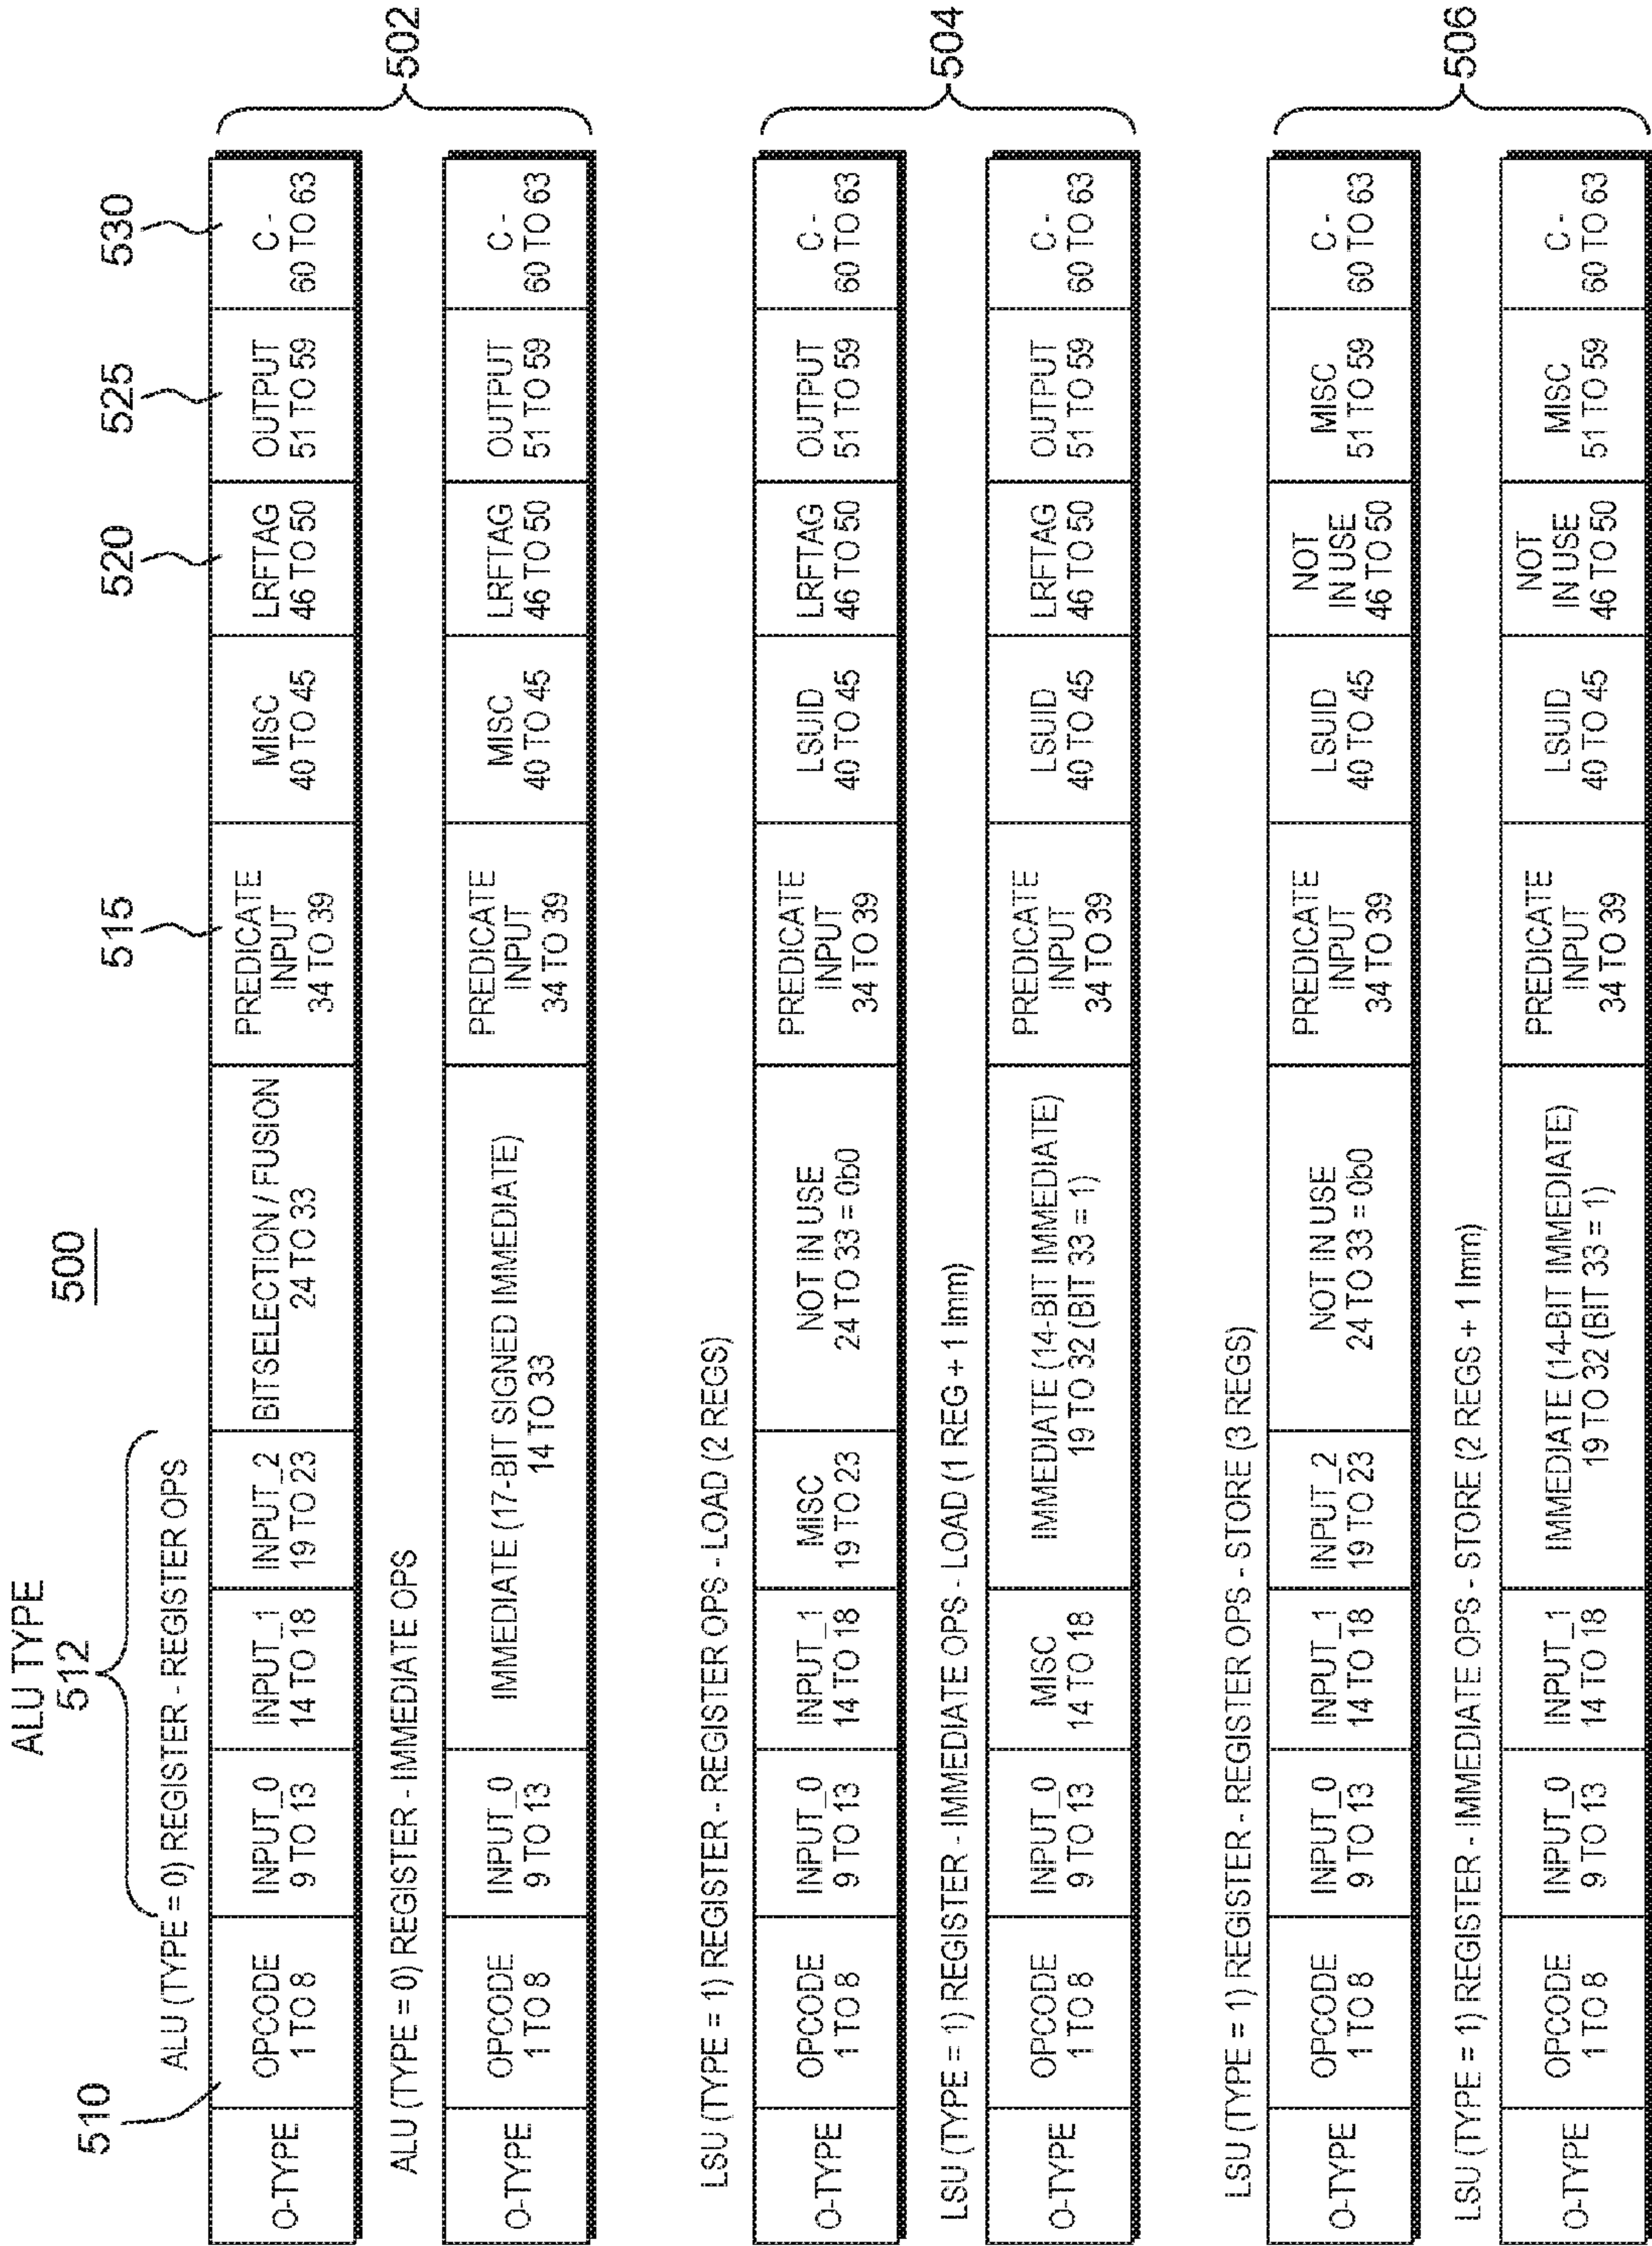 500
ALU TYPE
512
510
515
520
525
530
ALU (TYPE = 0) REGISTER - REGISTER OPS
O-TYPE
OPCODE
1 TO 8
INPUT_0
9 TO 13
INPUT_1
14 TO 18
INPUT_2
19 TO 23
BITSELECTION / FUSION
24 TO 33
PREDICATE
INPUT
34 TO 39
MISC
40 TO 45
LRFTAG
46 TO 50
OUTPUT
51 TO 59
C -
60 TO 63
502
ALU (TYPE = 0) REGISTER - IMMEDIATE OPS
O-TYPE
OPCODE
1 TO 8
INPUT_0
9 TO 13
IMMEDIATE (17-BIT SIGNED IMMEDIATE)
14 TO 33
PREDICATE
INPUT
34 TO 39
MISC
40 TO 45
LRFTAG
46 TO 50
OUTPUT
51 TO 59
C -
60 TO 63
LSU (TYPE = 1) REGISTER - REGISTER OPS - LOAD (2 REGS)
O-TYPE
OPCODE
1 TO 8
INPUT_0
9 TO 13
INPUT_1
14 TO 18
MISC
19 TO 23
NOT IN USE
24 TO 33 = 0b0
PREDICATE
INPUT
34 TO 39
LSUID
40 TO 45
LRFTAG
46 TO 50
OUTPUT
51 TO 59
C -
60 TO 63
504
LSU (TYPE = 1) REGISTER - IMMEDIATE OPS - LOAD (1 REG + 1 Imm)
O-TYPE
OPCODE
1 TO 8
INPUT_0
9 TO 13
MISC
14 TO 18
IMMEDIATE (14-BIT IMMEDIATE)
19 TO 32 (BIT 33 = 1)
PREDICATE
INPUT
34 TO 39
LSUID
40 TO 45
LRFTAG
46 TO 50
OUTPUT
51 TO 59
C -
60 TO 63
LSU (TYPE = 1) REGISTER - REGISTER OPS - STORE (3 REGS)
O-TYPE
OPCODE
1 TO 8
INPUT_0
9 TO 13
INPUT_1
14 TO 18
INPUT_2
19 TO 23
NOT IN USE
24 TO 33 = 0b0
PREDICATE
INPUT
34 TO 39
LSUID
40 TO 45
NOT
IN USE
46 TO 50
MISC
51 TO 59
C -
60 TO 63
506
LSU (TYPE = 1) REGISTER - IMMEDIATE OPS - STORE (2 REGS + 1 Imm)
O-TYPE
OPCODE
1 TO 8
INPUT_0
9 TO 13
INPUT_1
14 TO 18
IMMEDIATE (14-BIT IMMEDIATE)
19 TO 32 (BIT 33 = 1)
PREDICATE
INPUT
34 TO 39
LSUID
40 TO 45
NOT
IN USE
46 TO 50
MISC
51 TO 59
C -
60 TO 63